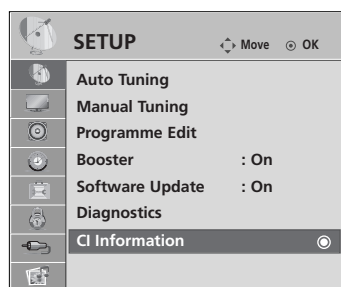 SETUP Move OK
Auto Tuning
Manual Tuning
Programme Edit
Booster : On
Software Update : On
Diagnostics
CI Information